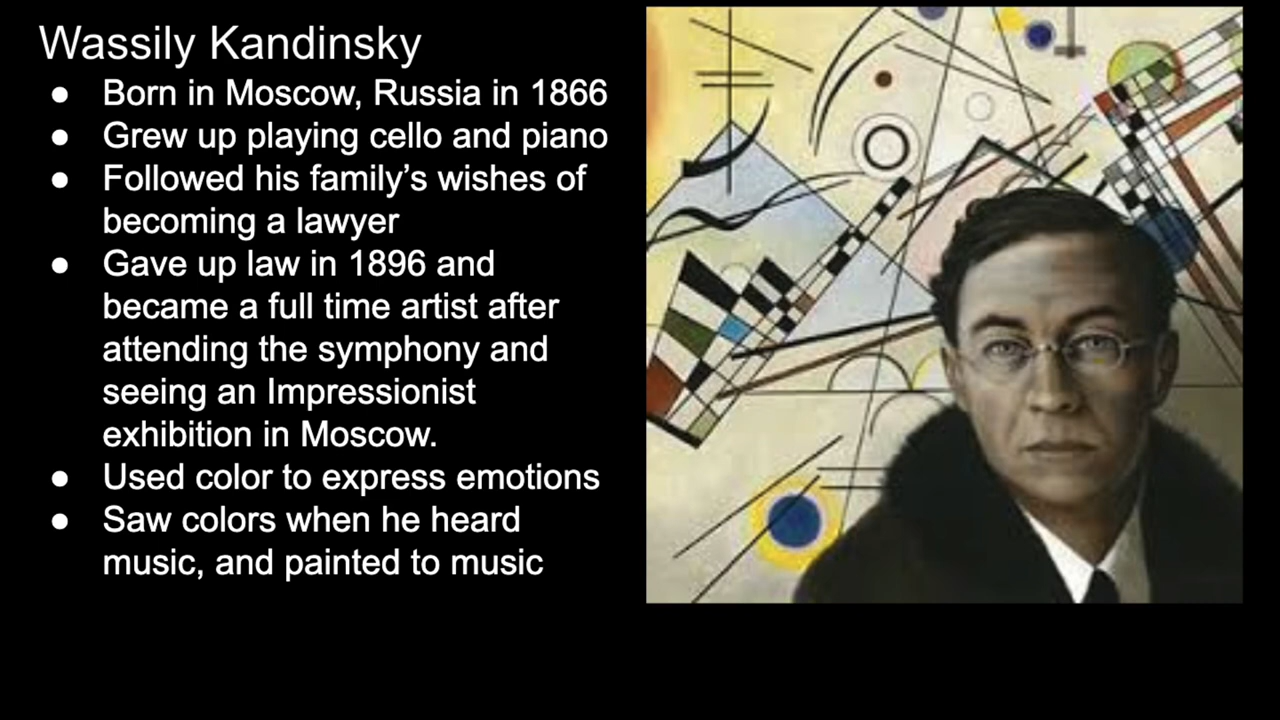 Wassily Kandinsky
● Born in Moscow, Russia in 1866
● Grew up playing cello and piano
● Followed his family’s wishes of
becoming a lawyer
● Gave up law in 1896 and
became a full time artist after
attending the symphony and
seeing an Impressionist
exhibition in Moscow.
● Used color to express emotions
● Saw colors when he heard
music, and painted to music